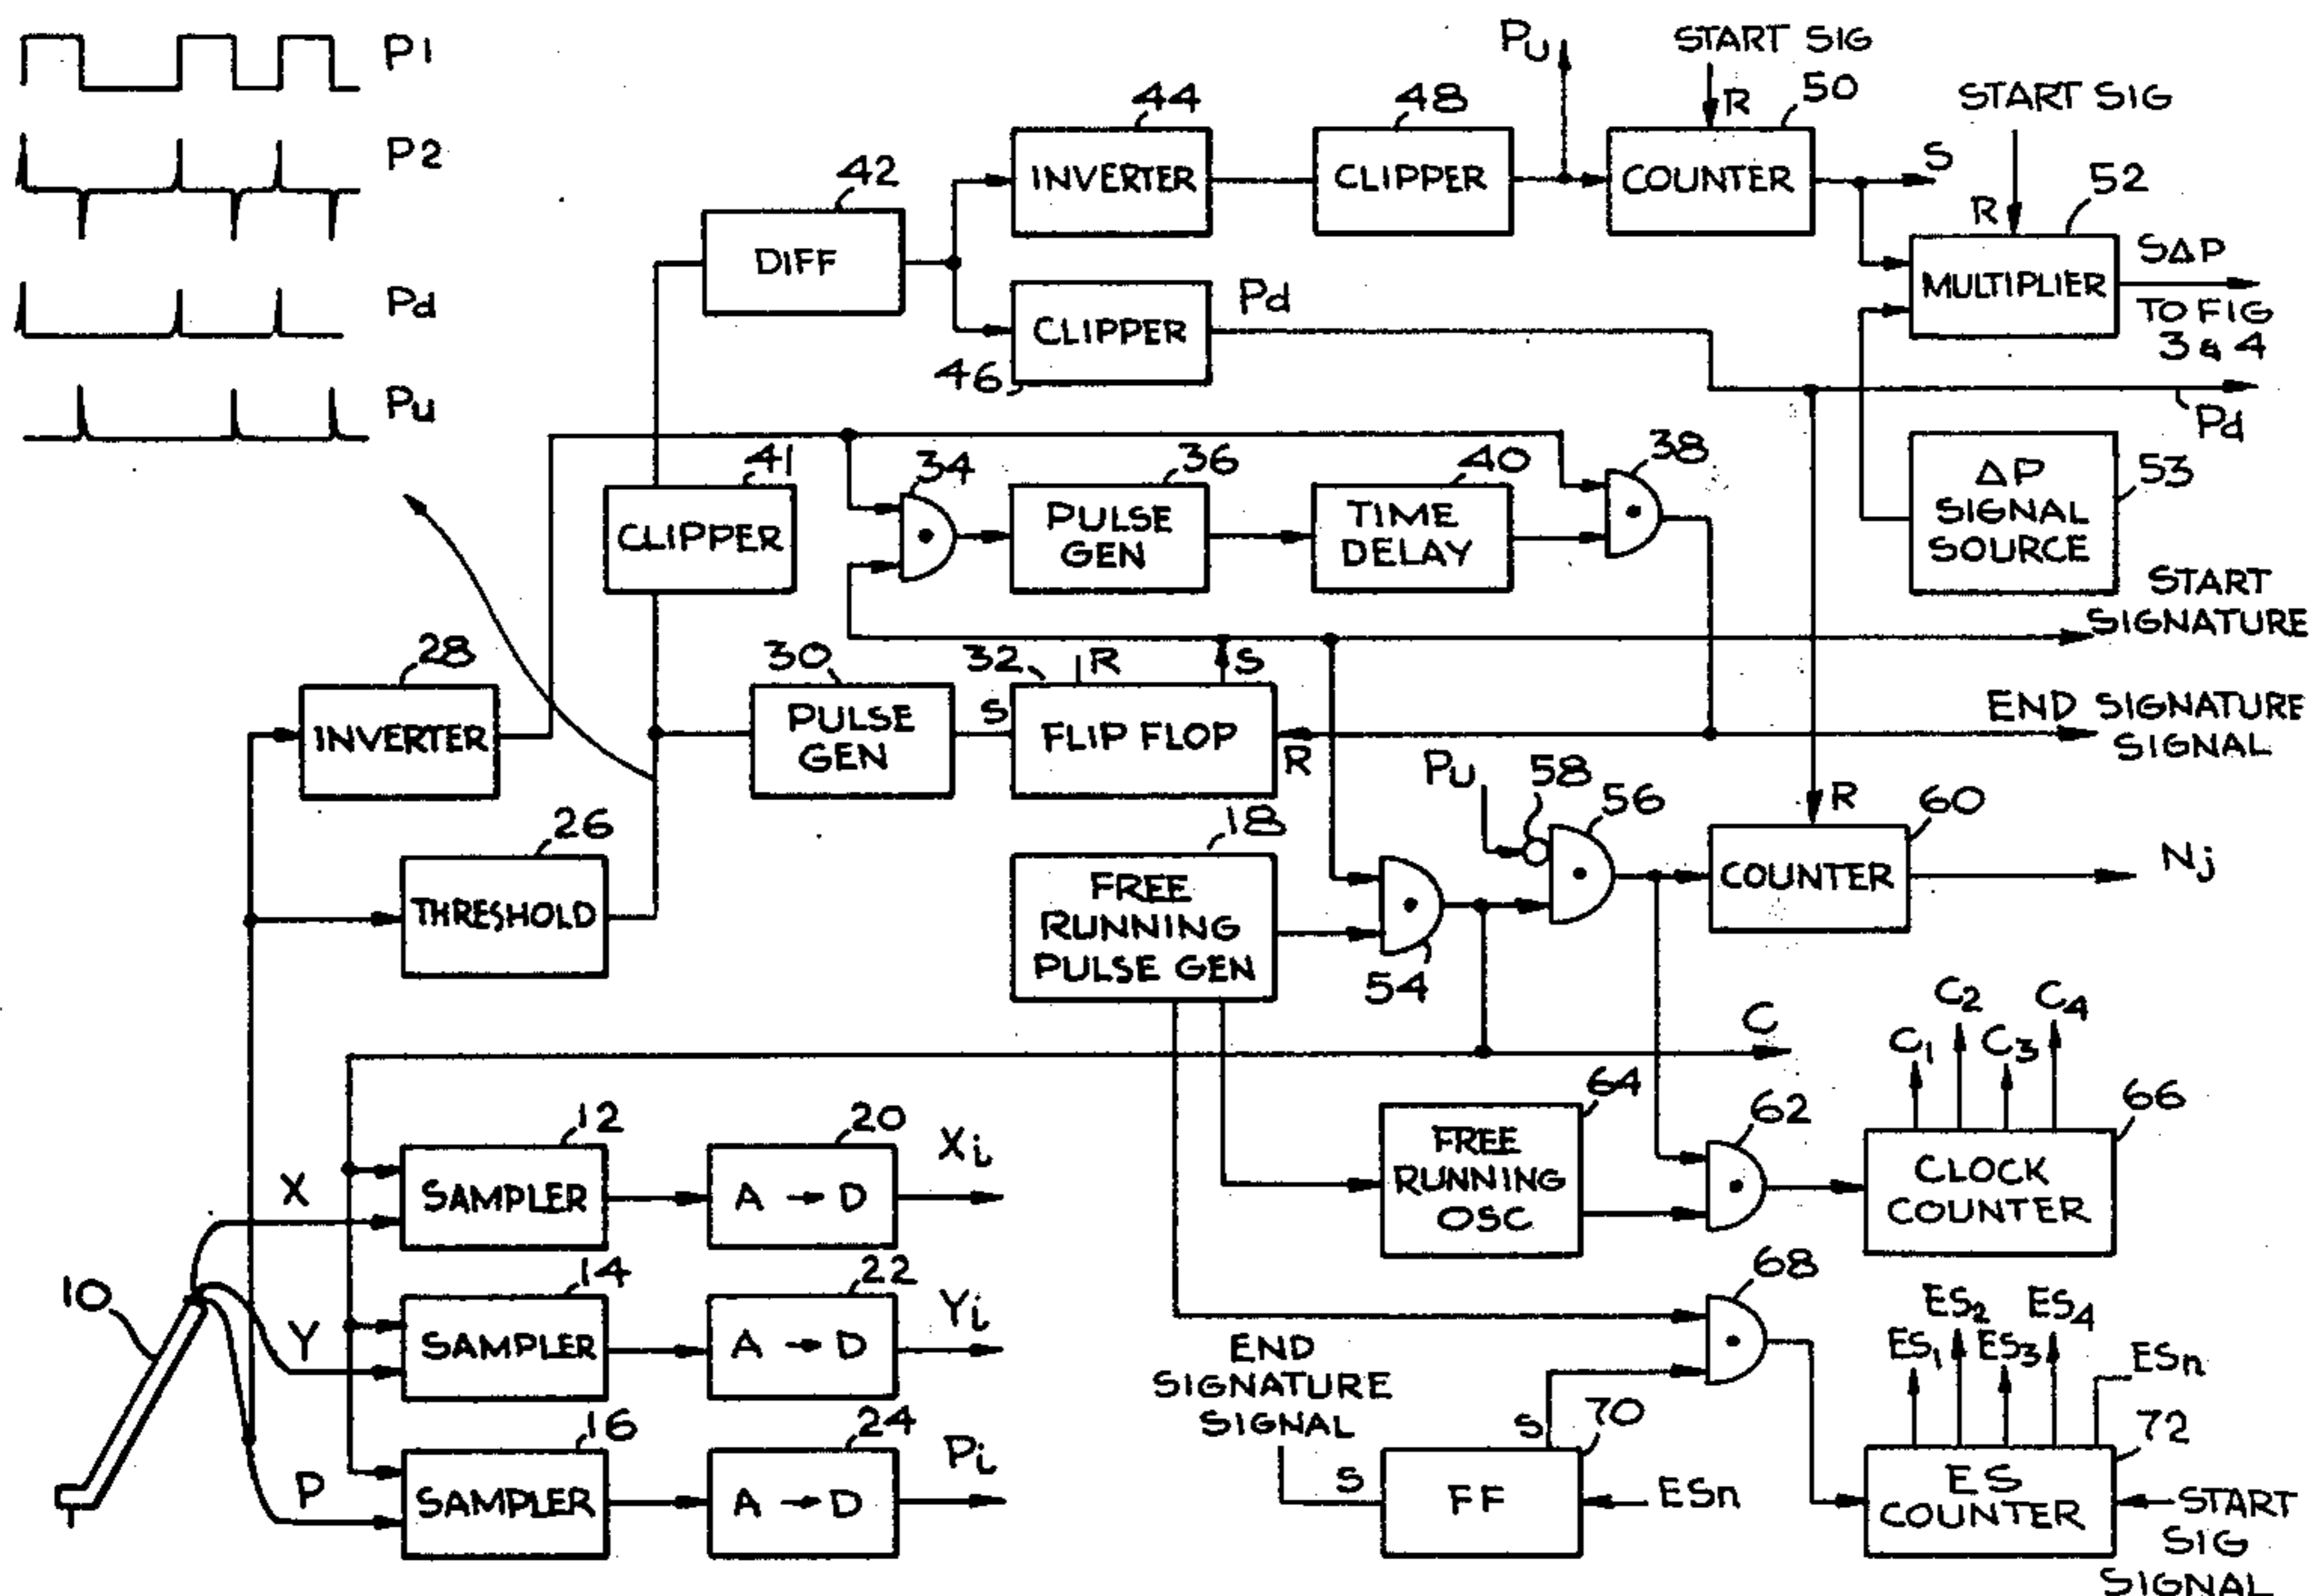 P1
P2
Pd
Pu
Pu
START SIG
R
START SIG
R
44
INVERTER
48
CLIPPER
50
COUNTER
S
52
MULTIPLIER
SΔP
TO FIG
3 & 4
42
DIFF
46
CLIPPER
Pd
Pd
53
ΔP
SIGNAL
SOURCE
41
CLIPPER
34
36
PULSE
GEN
40
TIME
DELAY
38
START
SIGNATURE
28
INVERTER
30
PULSE
GEN
32
R
S
S
FLIP FLOP
R
END SIGNATURE
SIGNAL
26
THRESHOLD
18
FREE
RUNNING
PULSE GEN
54
Pu
58
56
R
60
COUNTER
Nj
C
12
X
SAMPLER
20
A → D
Xi
64
FREE
RUNNING
OSC
62
C1
C2
C3
C4
66
CLOCK
COUNTER
10
14
Y
SAMPLER
22
A → D
Yi
68
END
SIGNATURE
SIGNAL
S
S
70
FF
ESn
16
P
SAMPLER
24
A → D
Pi
ES1
ES2
ES3
ES4
ESn
72
ES
COUNTER
START
SIG
SIGNAL